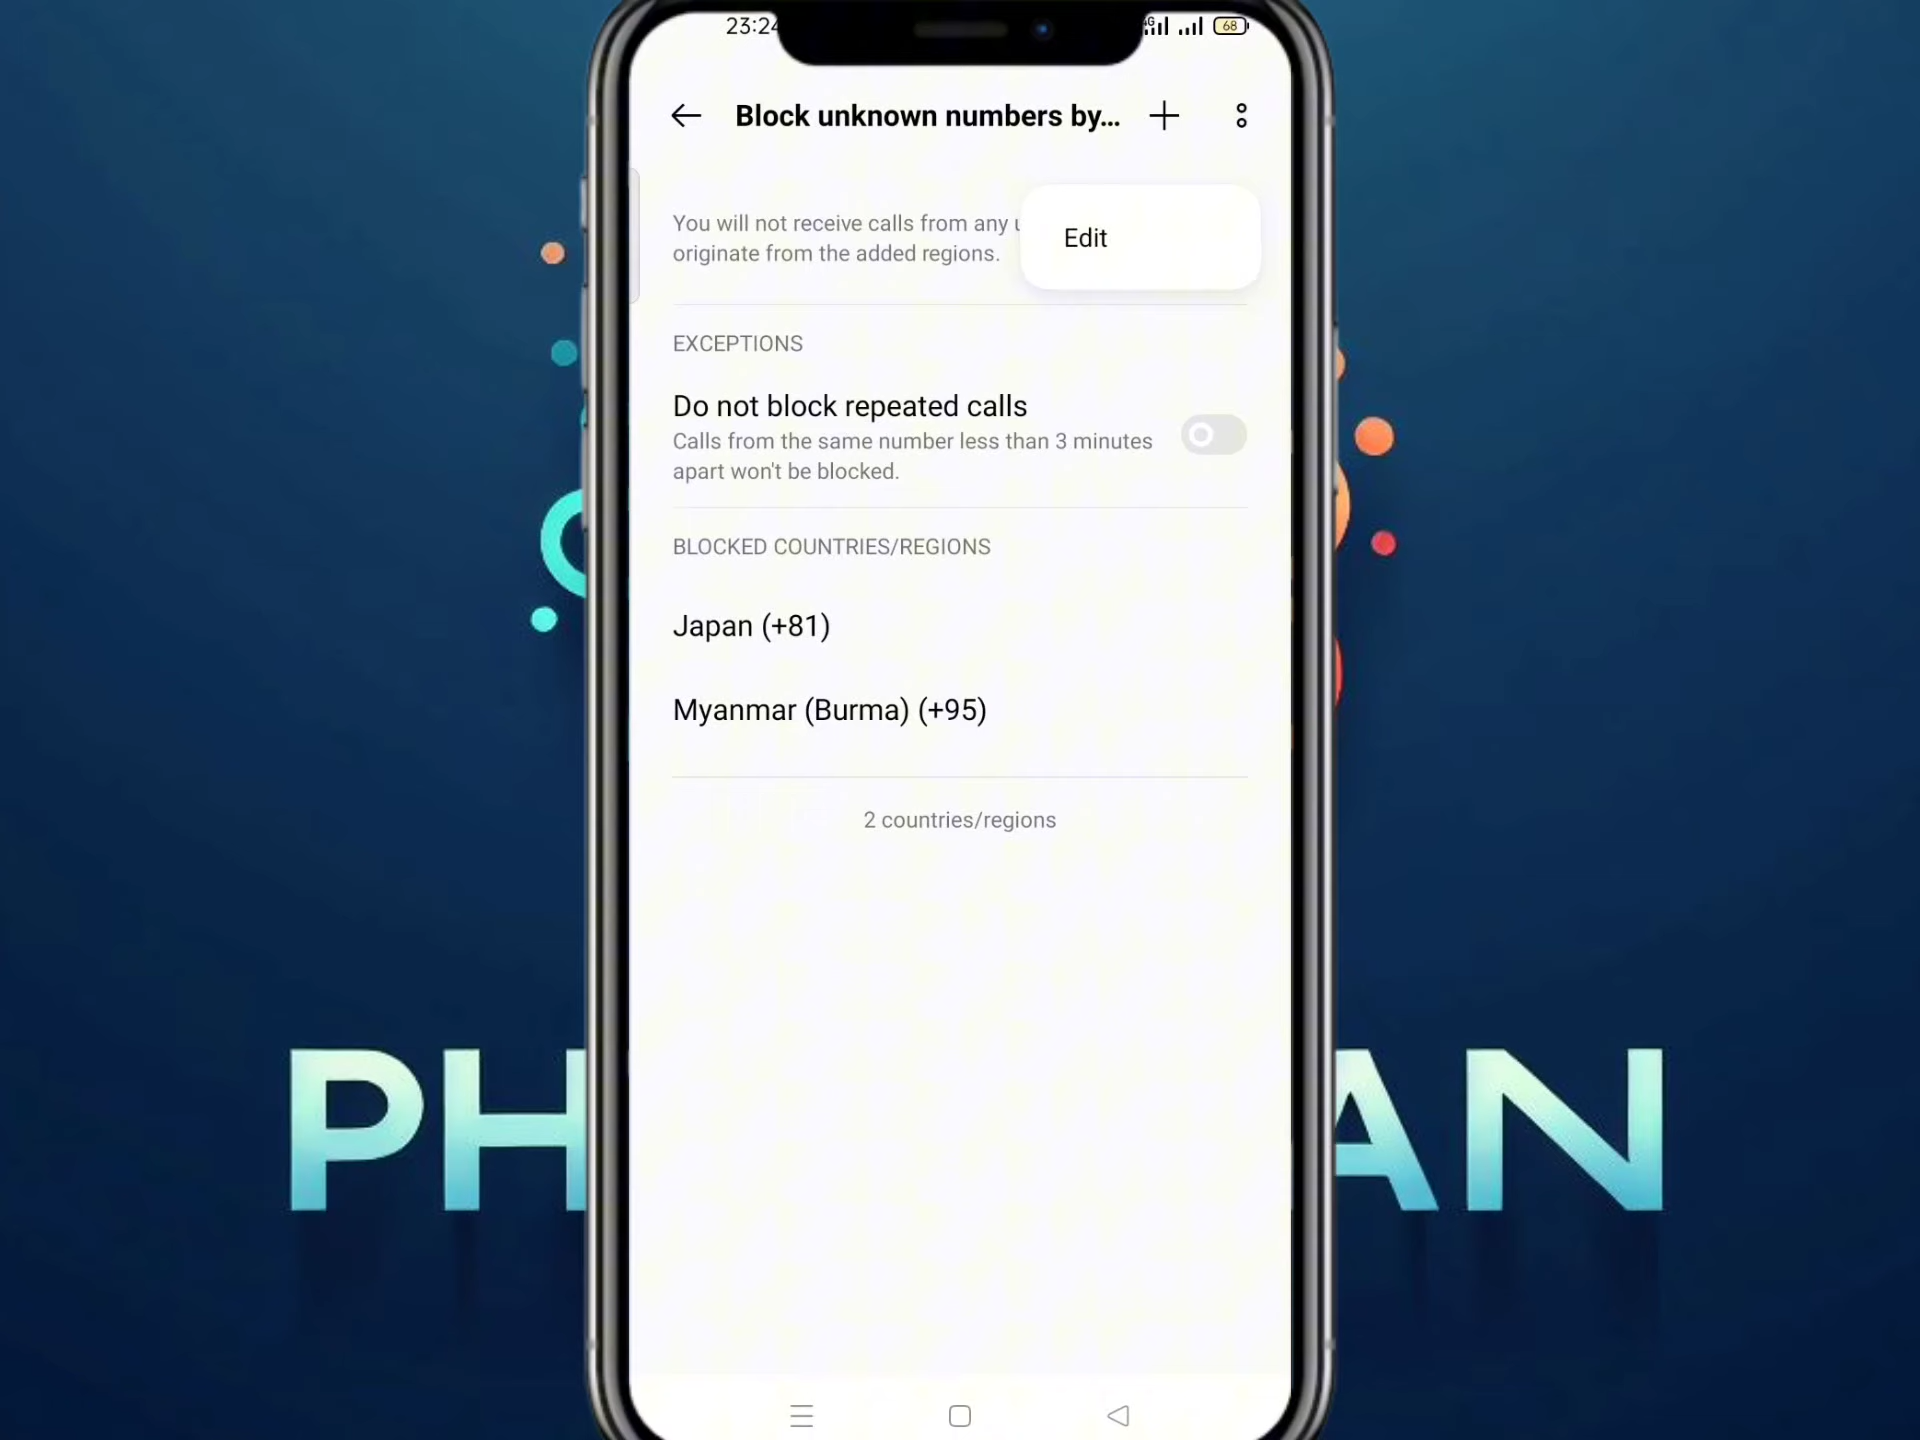 23:24
68
Block unknown numbers by...
You will not receive calls from any
originate from the added regions.
Edit
EXCEPTIONS
Do not block repeated calls
Calls from the same number less than 3 minutes
apart won't be blocked.
BLOCKED COUNTRIES/REGIONS
Japan (+81)
Myanmar (Burma) (+95)
2 countries/regions
PH
AN